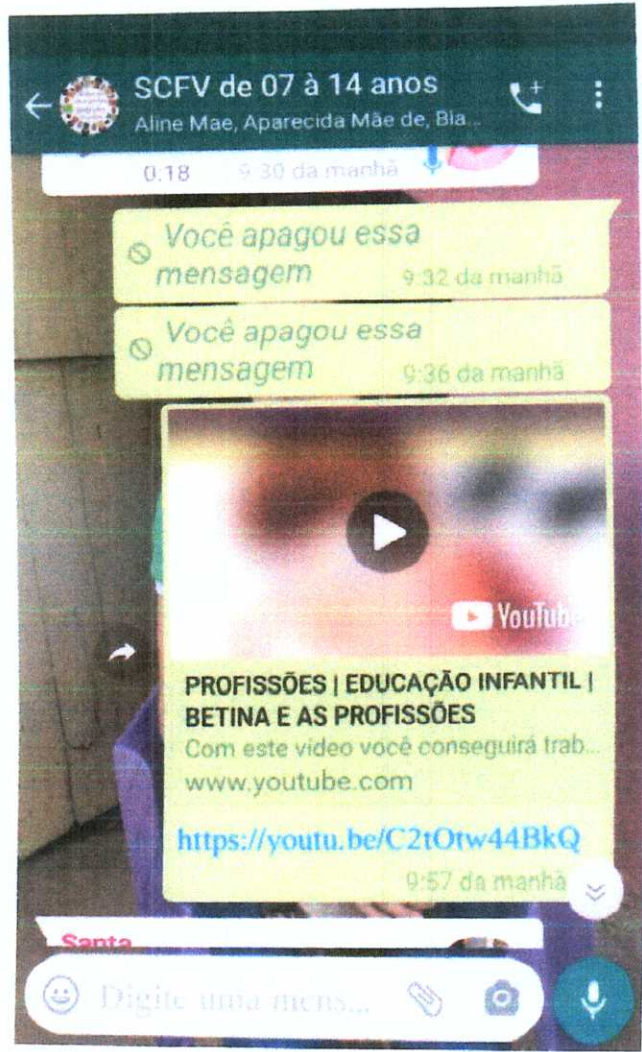 SCFV de 07 à 14 anos
Aline Mae, Aparecida Mãe de, Bia...
0:18 9:30 da manhã
Você apagou essa
mensagem 9:32 da manhã
Você apagou essa
mensagem 9:36 da manhã
YouTube
PROFISSÕES | EDUCAÇÃO INFANTIL |
BETINA E AS PROFISSÕES
Com este vídeo você conseguirá trab...
www.youtube.com
https://youtu.be/C2tOtw44BkQ
9:57 da manhã
Santa
Digite uma mens...